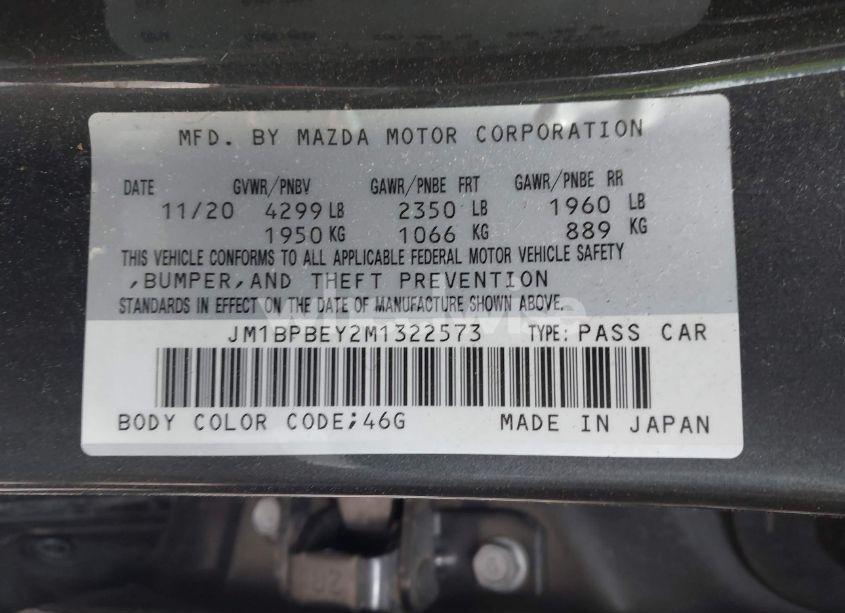 MFD. BY MAZDA MOTOR CORPORATION
DATE GVWR/PNBV GAWR/PNBE FRT GAWR/PNBE RR
11/20 4299 LB 2350 LB 1960 LB
1950 KG 1066 KG 889 KG
THIS VEHICLE CONFORMS TO ALL APPLICABLE FEDERAL MOTOR VEHICLE SAFETY
,BUMPER,AND THEFT PREVENTION
STANDARDS IN EFFECT ON THE DATE OF MANUFACTURE SHOWN ABOVE.
JM1BPBEY2M1322573 TYPE: PASS CAR
BODY COLOR CODE;46G MADE IN JAPAN